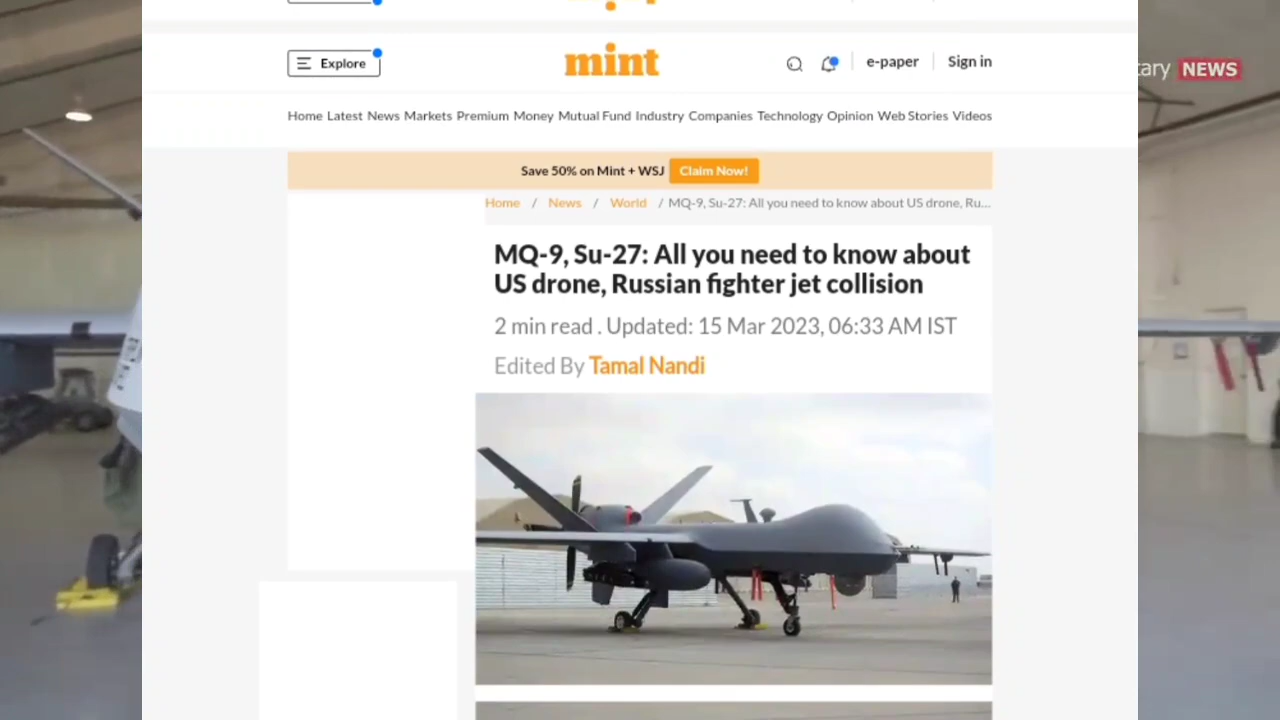 Explore
mint
e-paper
Sign in
tary NEWS
Home Latest News Markets Premium Money Mutual Fund Industry Companies Technology Opinion Web Stories Videos
Save 50% on Mint + WSJ Claim Now!
Home / News / World / MQ-9, Su-27: All you need to know about US drone, Ru...
MQ-9, Su-27: All you need to know about
US drone, Russian fighter jet collision
2 min read . Updated: 15 Mar 2023, 06:33 AM IST
Edited By Tamal Nandi